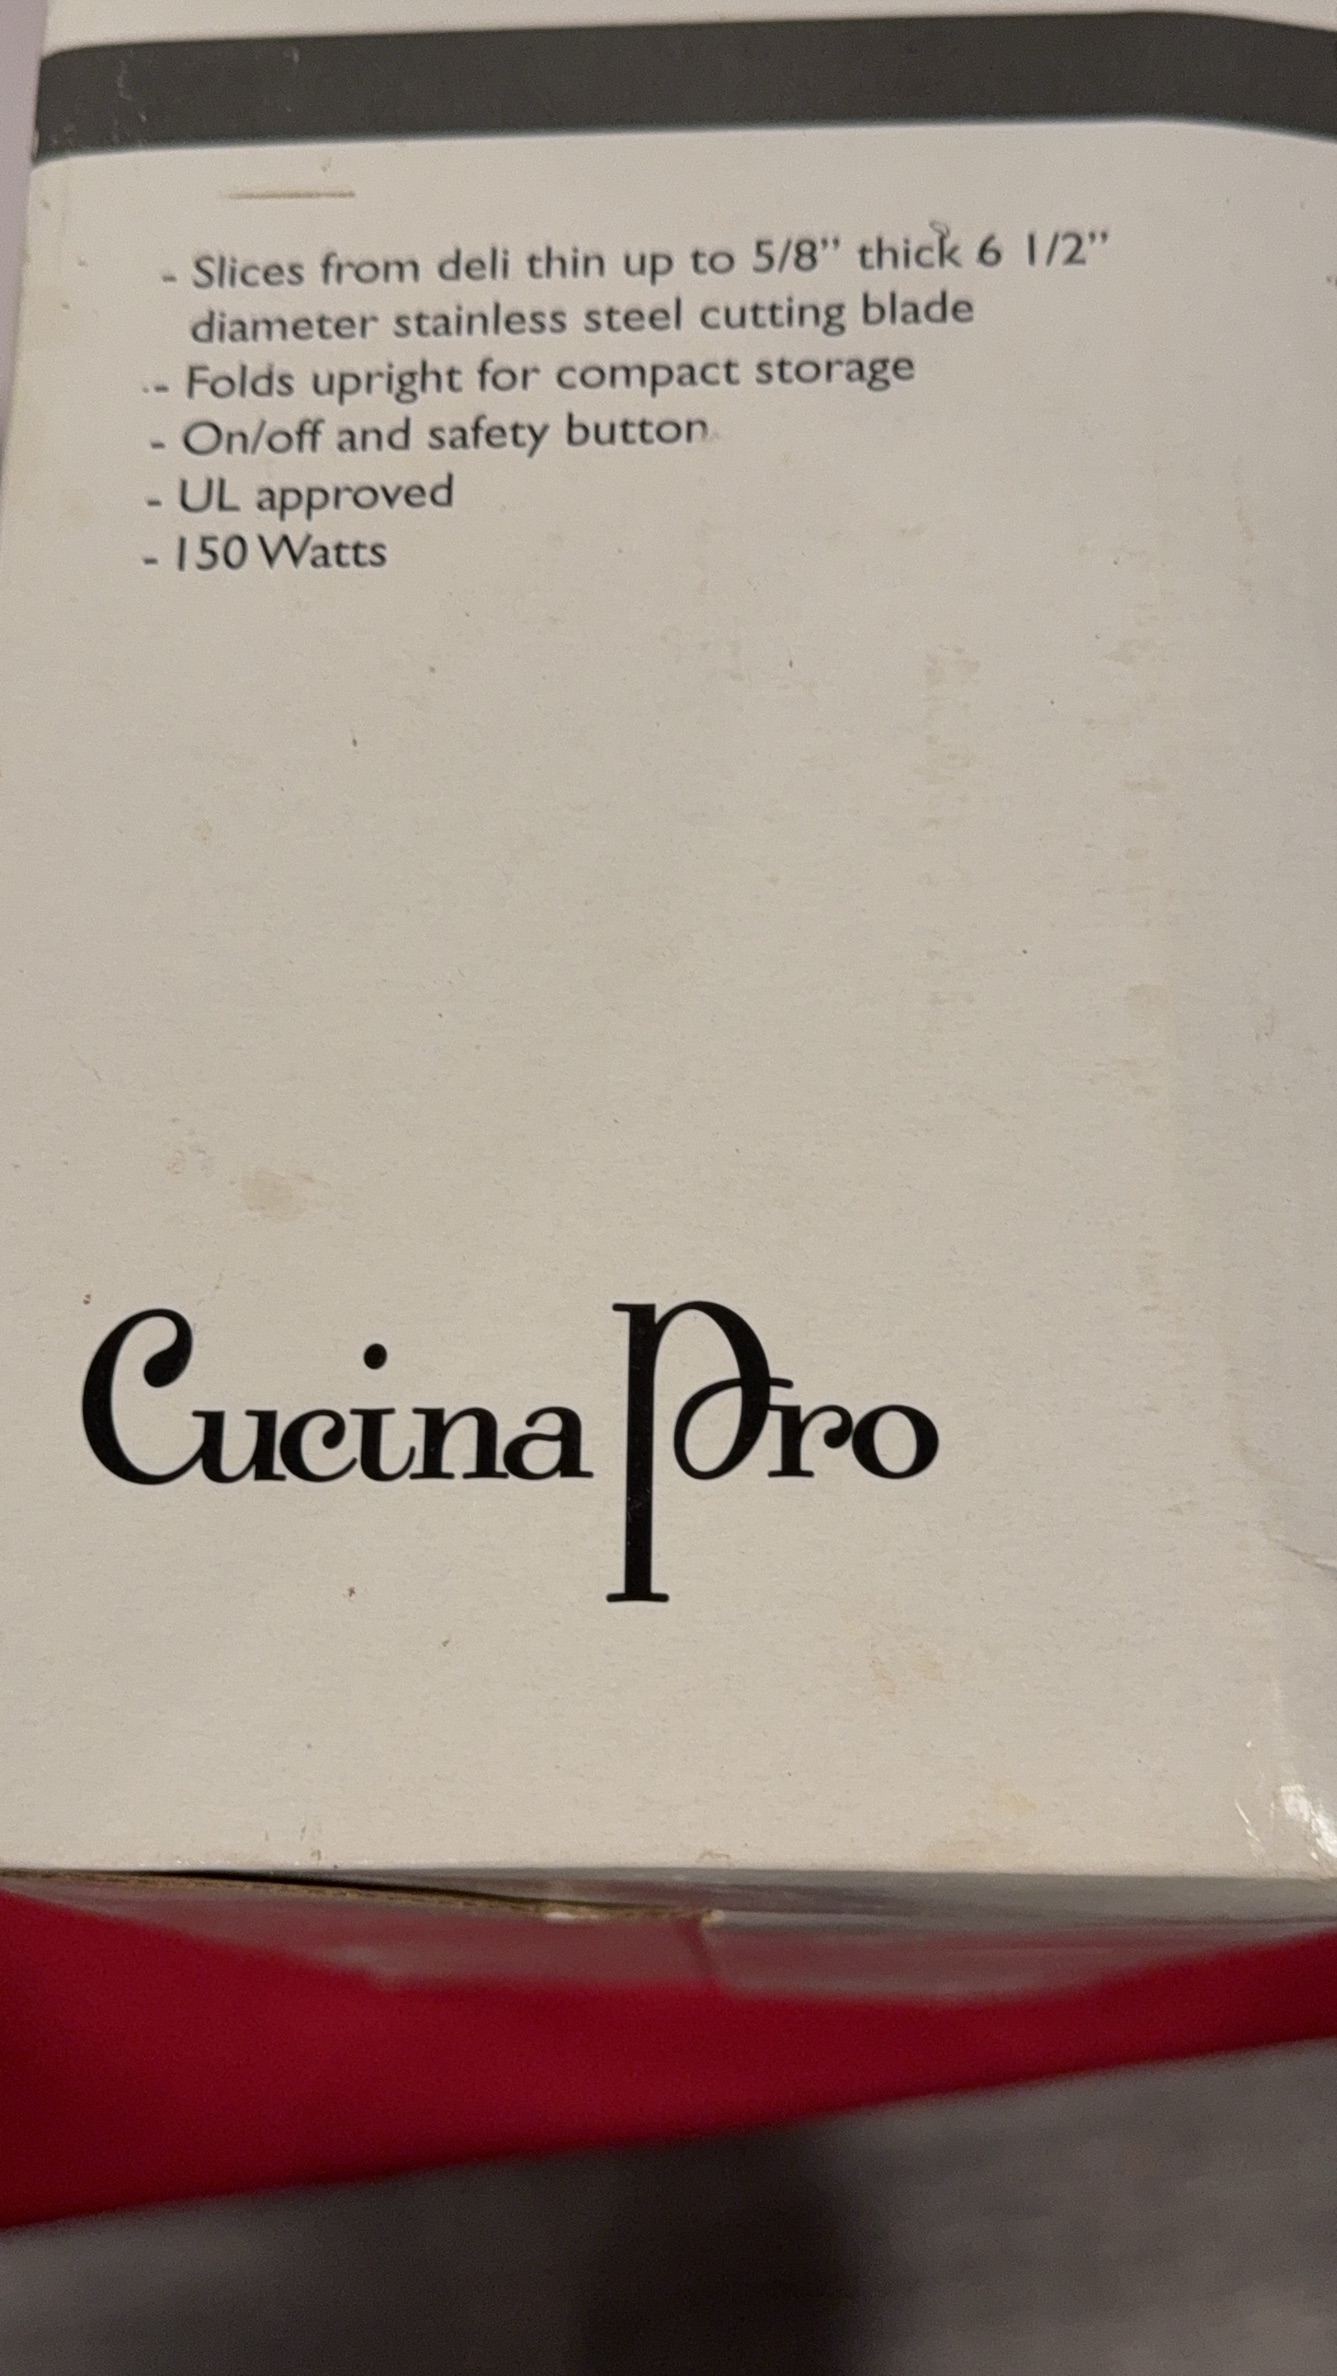 - Slices from deli thin up to 5/8” thick 6 1/2”
diameter stainless steel cutting blade
- Folds upright for compact storage
- On/off and safety button
- UL approved
- 150 Watts
Cucina Pro